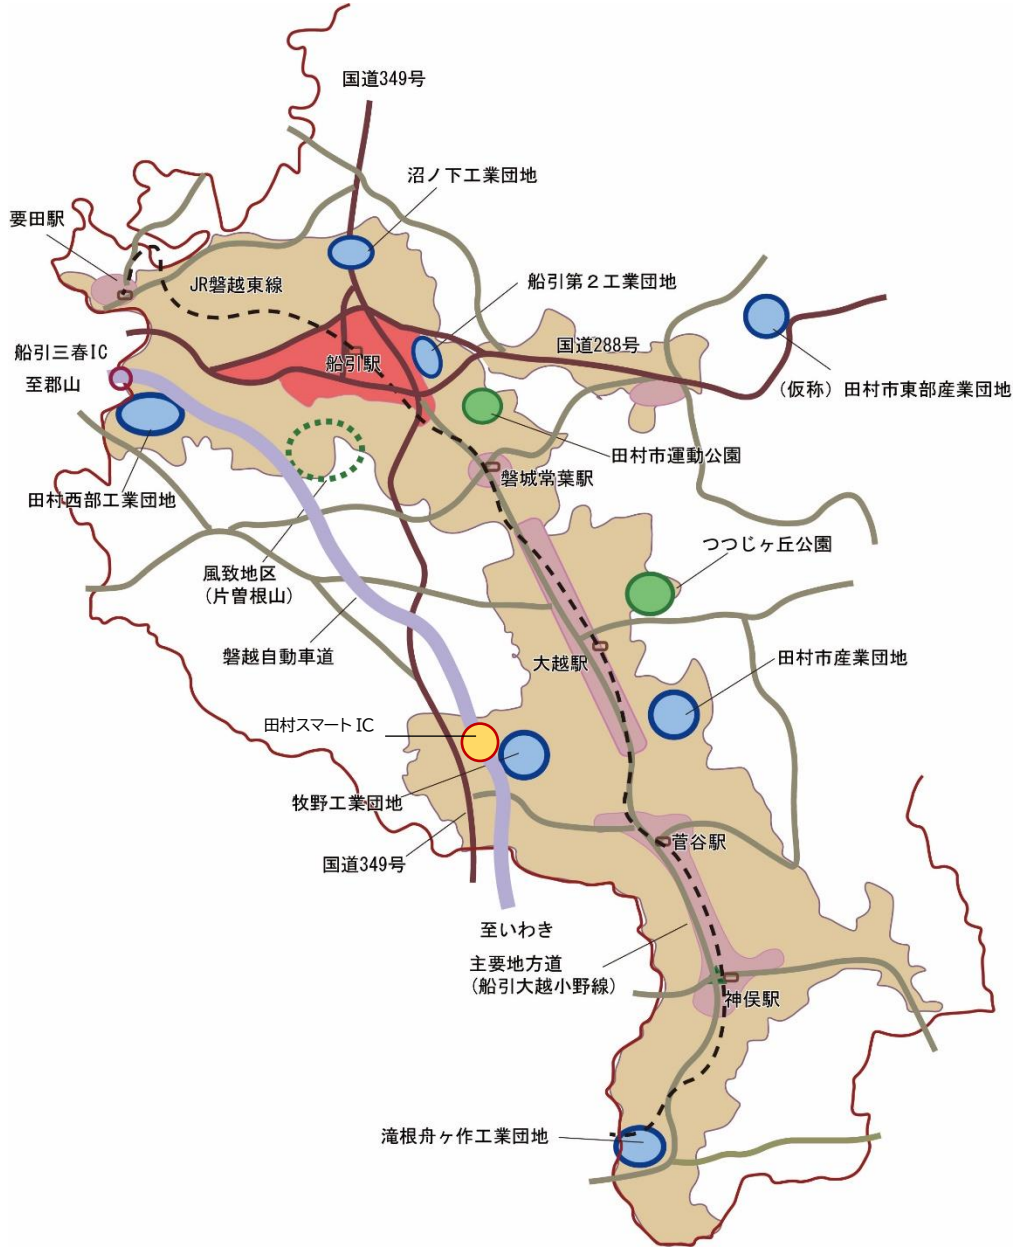 国道349号
沼ノ下工業団地
要田駅
JR磐越東線
船引第２工業団地
船引三春IC
至郡山
船引駅
国道288号
（仮称）田村市東部産業団地
田村市運動公園
磐城常葉駅
田村西部工業団地
つつじヶ丘公園
風致地区
（片曽根山）
磐越自動車道
大越駅
田村市産業団地
田村スマートIC
牧野工業団地
菅谷駅
国道349号
至いわき
主要地方道
（船引大越小野線）
神俣駅
滝根舟ヶ作工業団地